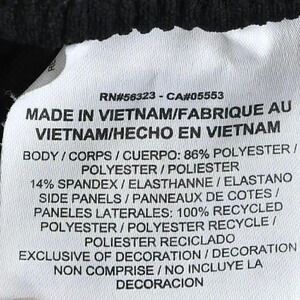 RN#56323 - CA#05553
MADE IN VIETNAM/FABRIQUE AU
VIETNAM/HECHO EN VIETNAM
BODY / CORPS / CUERPO: 86% POLYESTER /
POLYESTER / POLIESTER
14% SPANDEX / ELASTHANNE / ELASTANO
SIDE PANELS / PANNEAUX DE COTES /
PANELES LATERALES: 100% RECYCLED
POLYESTER / POLYESTER RECYCLE /
POLIESTER RECICLADO
EXCLUSIVE OF DECORATION / DECORATION
NON COMPRISE / NO INCLUYE LA
DECORACION